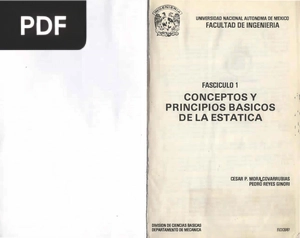 PDF
UNIVERSIDAD NACIONAL AUTONOMA DE MEXICO
FACULTAD DE INGENIERIA
FASCICULO 1
CONCEPTOS Y
PRINCIPIOS BASICOS
DE LA ESTATICA
CESAR P. MORA COVARRUBIAS
PEDRO REYES GINORI
DIVISION DE CIENCIAS BASICAS
DEPARTAMENTO DE MECANICA